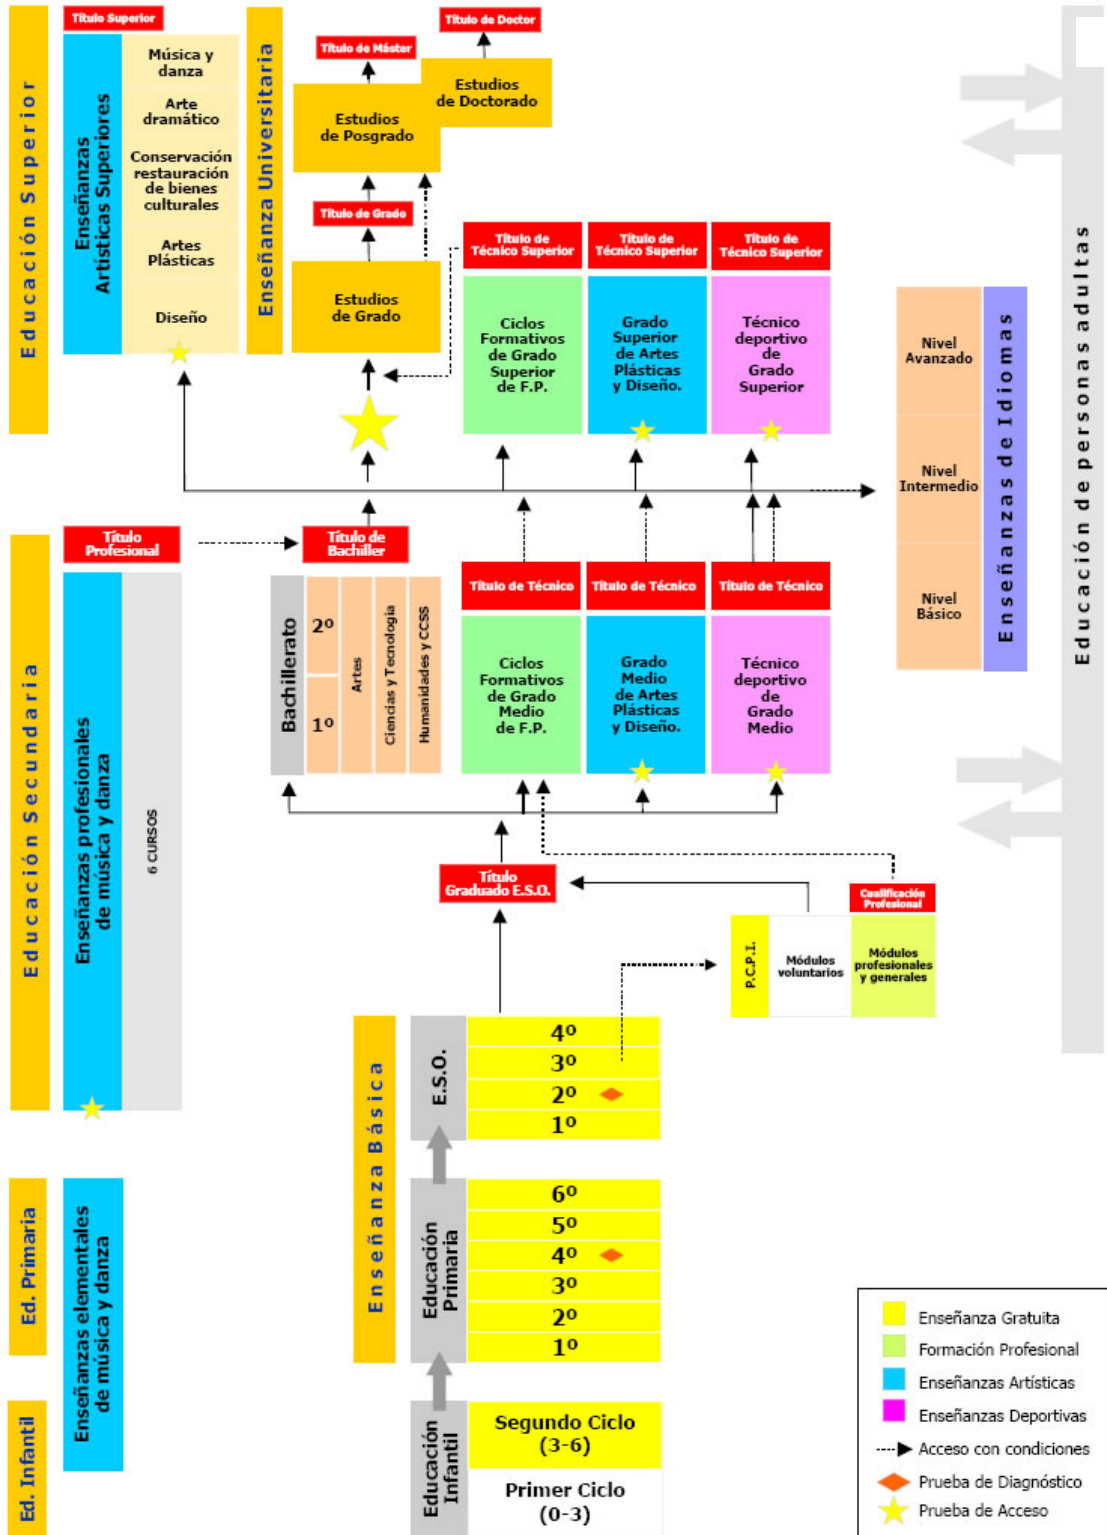 Educación Superior
Título Superior
Enseñanzas
Artísticas Superiores
Música y
danza
Arte
dramático
Conservación
restauración
de bienes
culturales
Artes
Plásticas
Diseño
Enseñanza Universitaria
Título de Máster
Título de Doctor
Estudios
de Posgrado
Estudios
de Doctorado
Título de Grado
Estudios
de Grado
Título de
Técnico Superior
Título de
Técnico Superior
Título de
Técnico Superior
Ciclos
Formativos
de Grado
Superior
de F.P.
Grado
Superior
de Artes
Plásticas
y Diseño.
Técnico
deportivo
de
Grado
Superior
Nivel
Avanzado
Nivel
Intermedio
Nivel
Básico
Enseñanzas de Idiomas
Educación de personas adultas
Educación Secundaria
Título
Profesional
Enseñanzas profesionales
de música y danza
6 CURSOS
Título de
Bachiller
Bachillerato
2º
1º
Artes
Ciencias y Tecnología
Humanidades y CCSS
Título de Técnico
Título de Técnico
Título de Técnico
Ciclos
Formativos
de Grado
Medio
de F.P.
Grado
Medio
de Artes
Plásticas
y Diseño.
Técnico
deportivo
de
Grado
Medio
Título
Graduado E.S.O.
Cualificación
Profesional
P.C.P.I.
Módulos
voluntarios
Módulos
profesionales
y generales
Enseñanza Básica
E.S.O.
4º
3º
2º
1º
Ed. Primaria
Enseñanzas elementales
de música y danza
Educación
Primaria
6º
5º
4º
3º
2º
1º
Ed. Infantil
Educación
Infantil
Segundo Ciclo
(3-6)
Primer Ciclo
(0-3)
Enseñanza Gratuita
Formación Profesional
Enseñanzas Artísticas
Enseñanzas Deportivas
Acceso con condiciones
Prueba de Diagnóstico
Prueba de Acceso